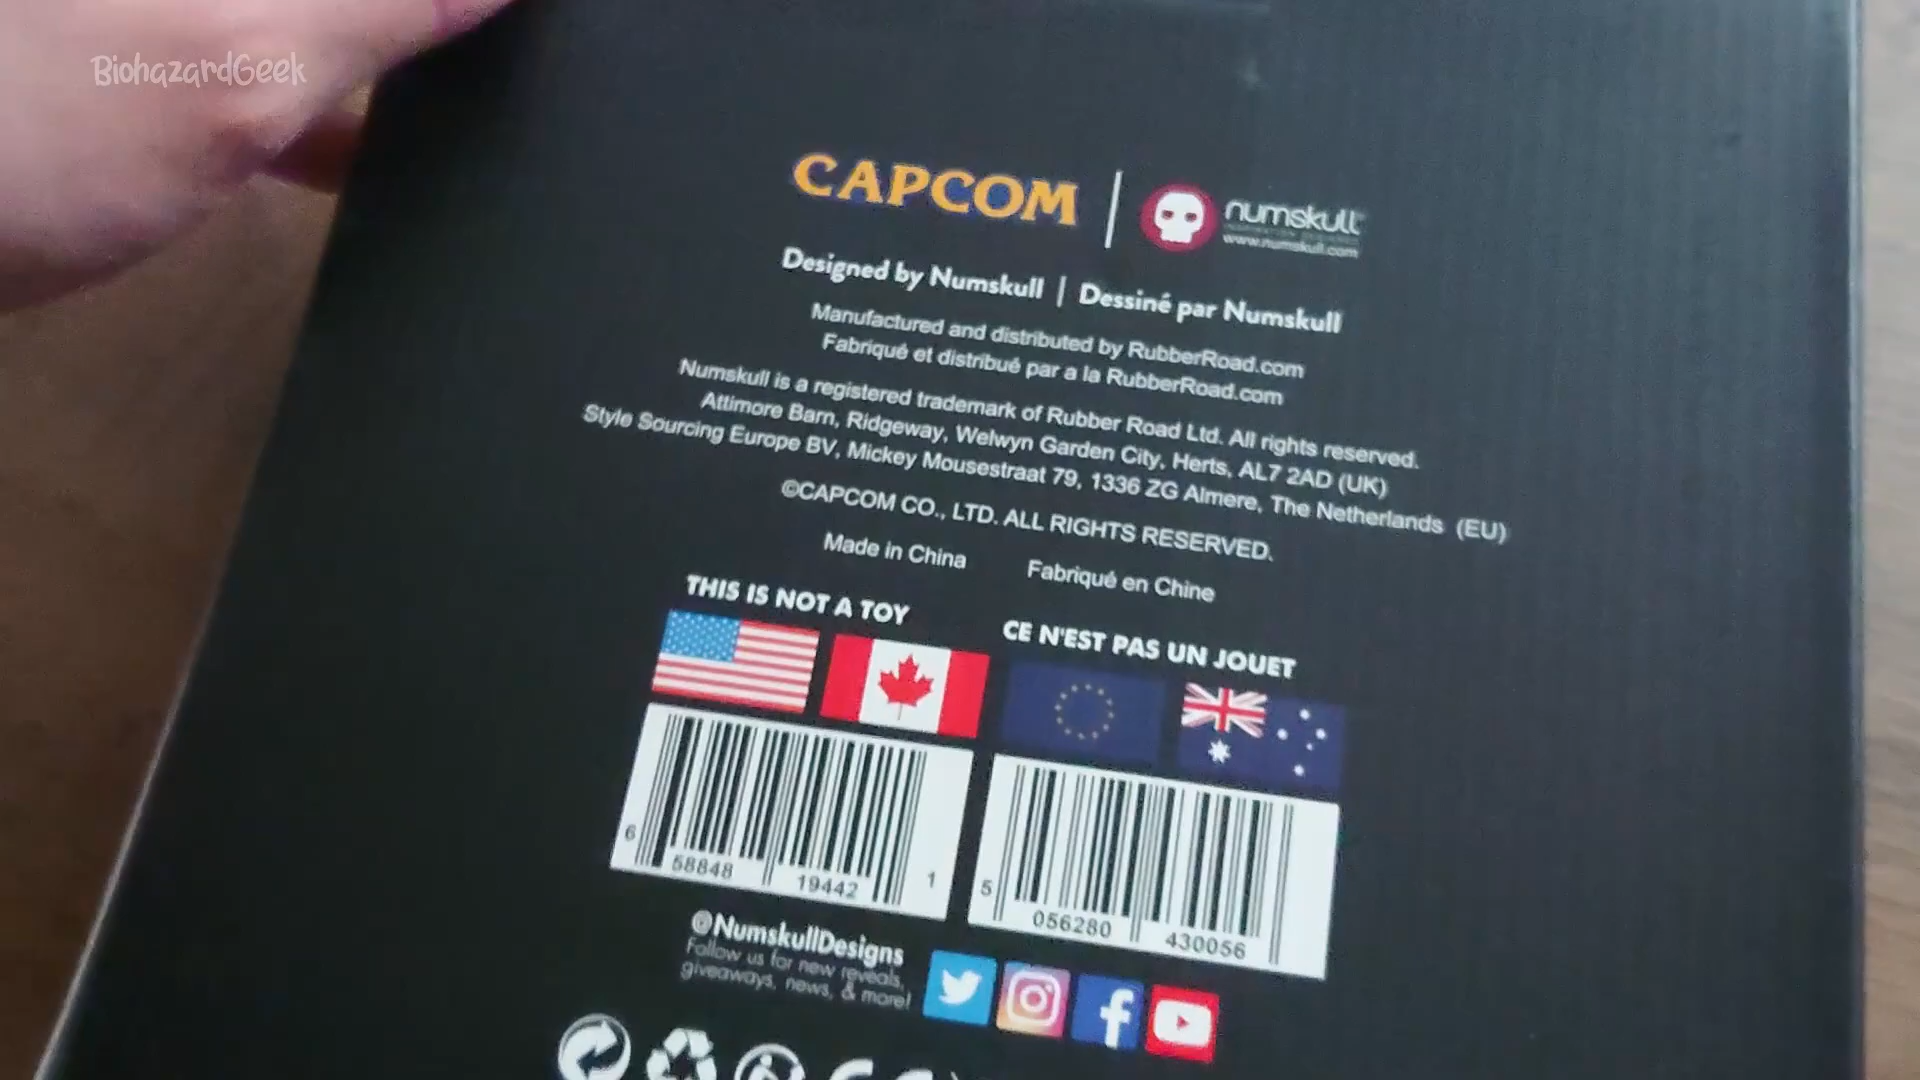 BiohazardGeek
CAPCOM
numskull
www.numskull.com
Designed by Numskull | Dessiné par Numskull
Manufactured and distributed by RubberRoad.com
Fabriqué et distribué par a la RubberRoad.com
Numskull is a registered trademark of Rubber Road Ltd. All rights reserved.
Attimore Barn, Ridgeway, Welwyn Garden City, Herts, AL7 2AD (UK)
Style Sourcing Europe BV, Mickey Mousestraat 79, 1336 ZG Almere, The Netherlands (EU)
©CAPCOM CO., LTD. ALL RIGHTS RESERVED.
Made in China Fabriqué en Chine
THIS IS NOT A TOY CE N'EST PAS UN JOUET
6 58848 19442 1
5 056280 430056
@NumskullDesigns
Follow us for new reveals,
giveaways, news, & more!